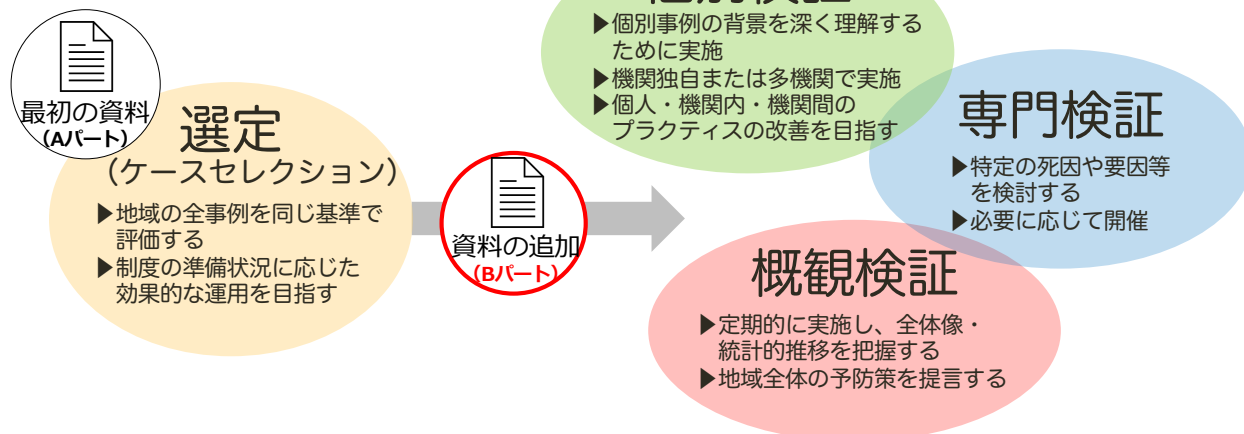 最初の資料
(Aパート)
選定
(ケースセレクション)
▶地域の全事例を同じ基準で
評価する
▶制度の準備状況に応じた
効果的な運用を目指す
資料の追加
(Bパート)
▶個別事例の背景を深く理解する
ために実施
▶機関独自または多機関で実施
▶個人・機関内・機関間の
プラクティスの改善を目指す
専門検証
▶特定の死因や要因等
を検討する
▶必要に応じて開催
概観検証
▶定期的に実施し、全体像・
統計的推移を把握する
▶地域全体の予防策を提言する